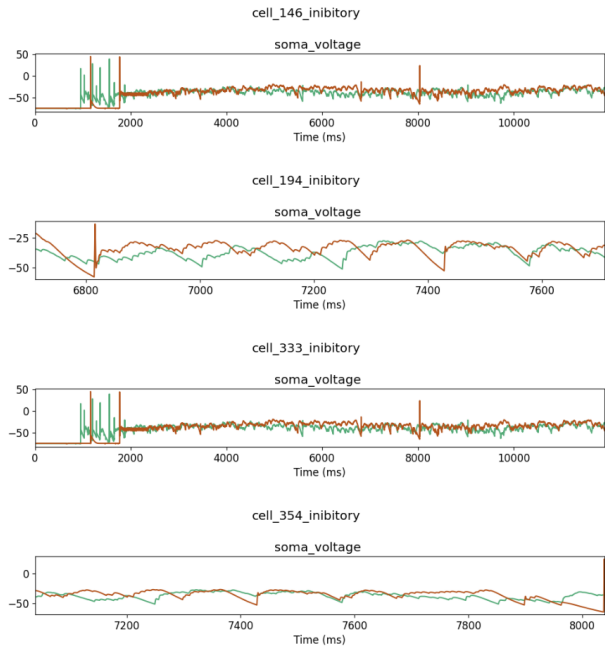 cell_146_inibitory
soma_voltage
50
0
−50
0 2000 4000 6000 8000 10000
Time (ms)
cell_194_inibitory
soma_voltage
−25
−50
6800 7000 7200 7400 7600
Time (ms)
cell_333_inibitory
soma_voltage
50
0
−50
0 2000 4000 6000 8000 10000
Time (ms)
cell_354_inibitory
soma_voltage
0
−50
7200 7400 7600 7800 8000
Time (ms)